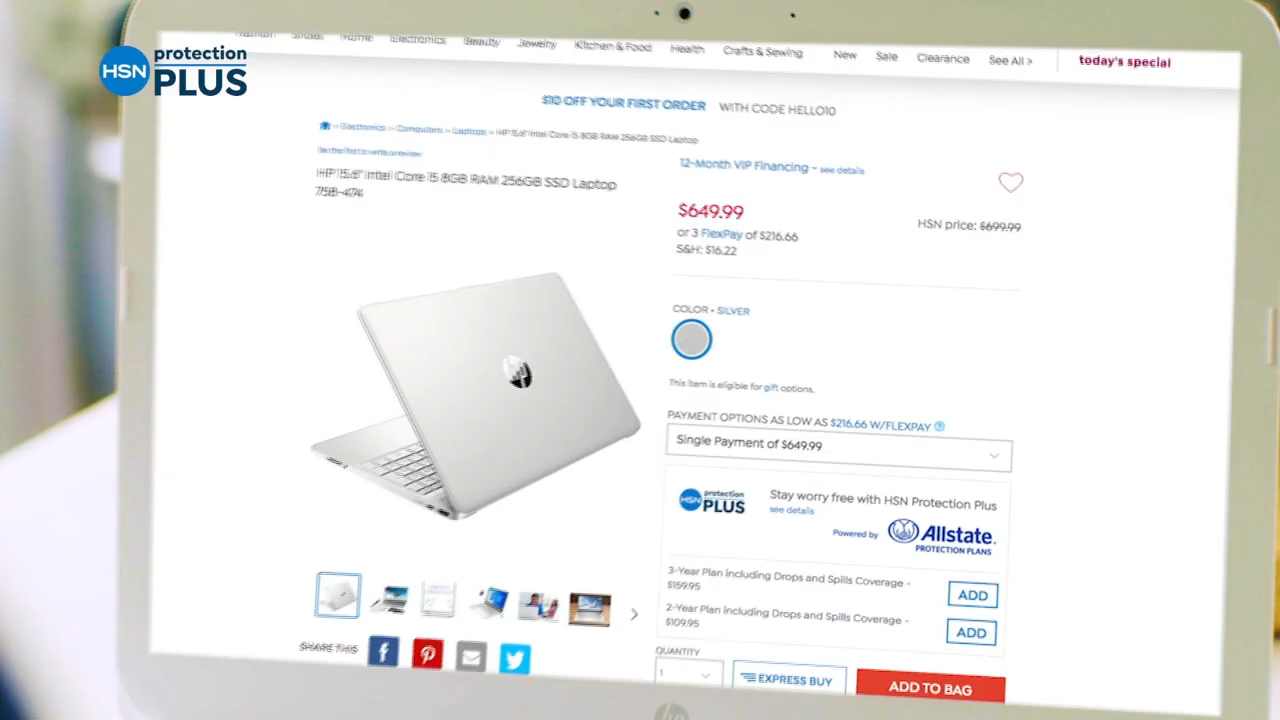 HSN protection PLUS
Fashion Shoes Home Electronics Beauty Jewelry Kitchen & Food Health Crafts & Sewing New Sale Clearance See All > today's special
$10 OFF YOUR FIRST ORDER WITH CODE HELLO10
> Electronics > Computers > Laptops > HP 15.6" Intel Core i5 8GB RAM 256GB SSD Laptop
Be the first to write a review
12-Month VIP Financing - see details
HP 15.6" Intel Core i5 8GB RAM 256GB SSD Laptop
758-474
$649.99
HSN price: $699.99
or 3 FlexPay of $216.66
S&H: $16.22
COLOR • SILVER
This item is eligible for gift options.
PAYMENT OPTIONS AS LOW AS $216.66 W/FLEXPAY ?
Single Payment of $649.99
HSN protection PLUS
Stay worry free with HSN Protection Plus
see details
Powered by Allstate.
PROTECTION PLANS
3-Year Plan including Drops and Spills Coverage -
$159.95
ADD
2-Year Plan including Drops and Spills Coverage -
$109.95
ADD
SHARE THIS
QUANTITY
1
EXPRESS BUY
ADD TO BAG
hp